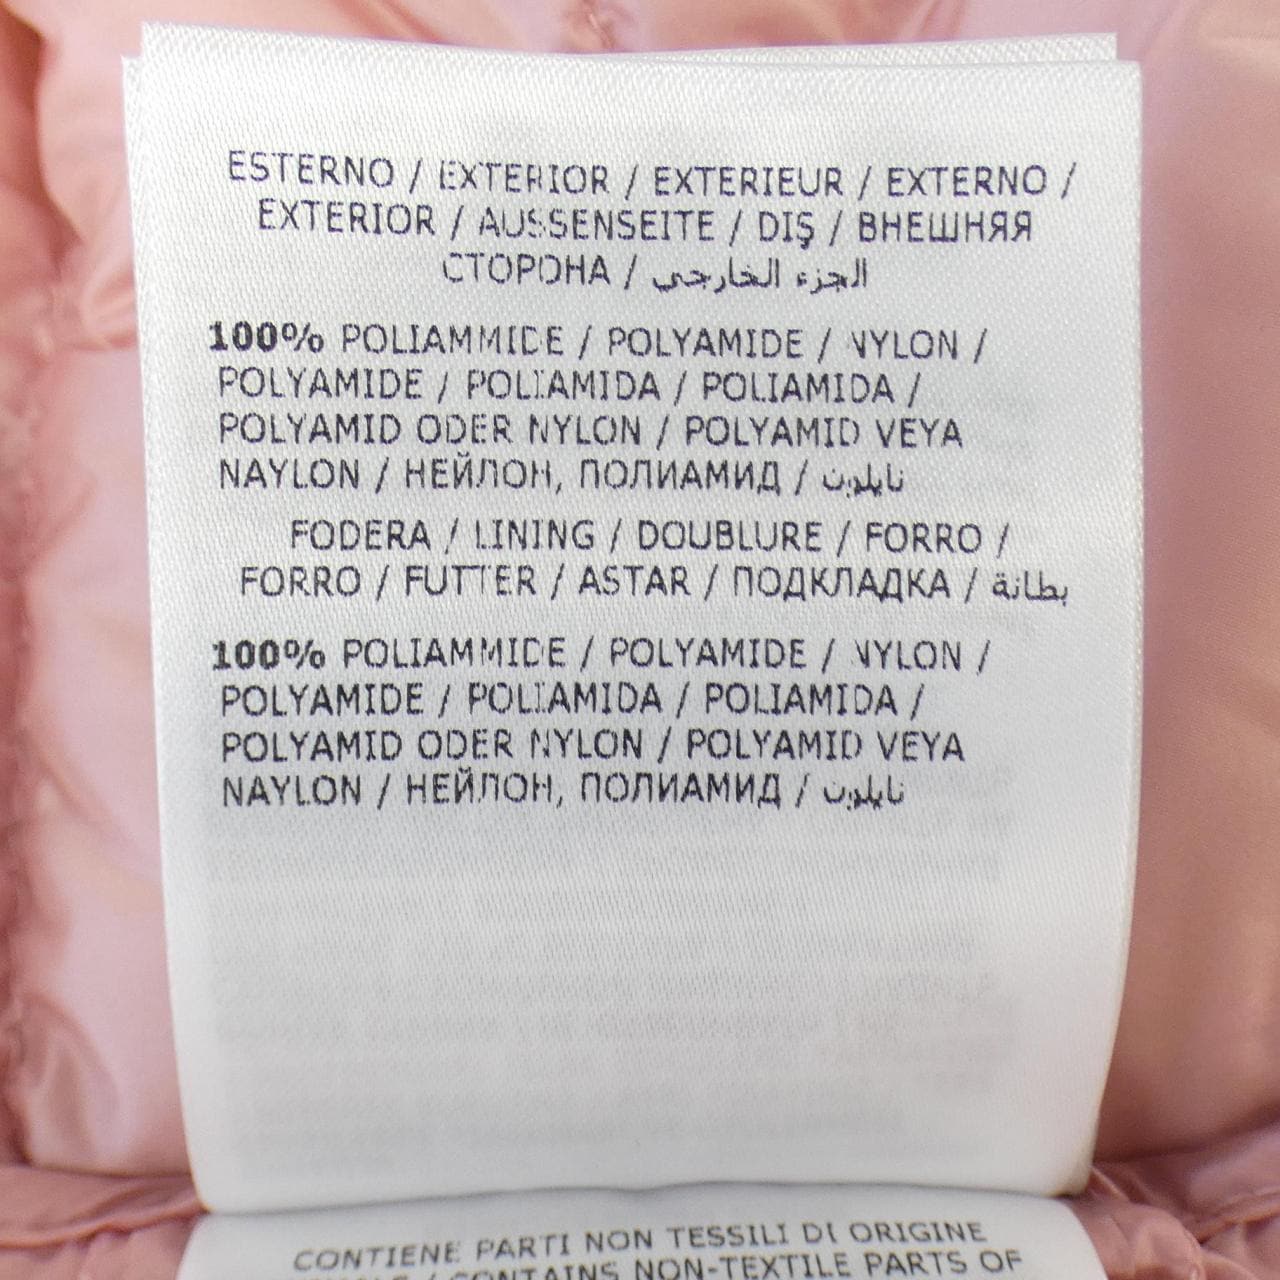 ESTERNO / EXTERIOR / EXTERIEUR / EXTERNO /
EXTERIOR / AUSSENSEITE / DIŞ / ВНЕШНЯЯ
СТОРОНА / الجزء الخارجي
100% POLIAMMIDE / POLYAMIDE / NYLON /
POLYAMIDE / POLIAMIDA / POLIAMIDA /
POLYAMID ODER NYLON / POLYAMID VEYA
NAYLON / НЕЙЛОН, ПОЛИАМИД / نايلون
FODERA / LINING / DOUBLURE / FORRO /
FORRO / FUTTER / ASTAR / ПОДКЛАДКА / بطانة
100% POLIAMMIDE / POLYAMIDE / NYLON /
POLYAMIDE / POLIAMIDA / POLIAMIDA /
POLYAMID ODER NYLON / POLYAMID VEYA
NAYLON / НЕЙЛОН, ПОЛИАМИД / نايلون
CONTIENE PARTI NON TESSILI DI ORIGINE
/ CONTAINS NON-TEXTILE PARTS OF